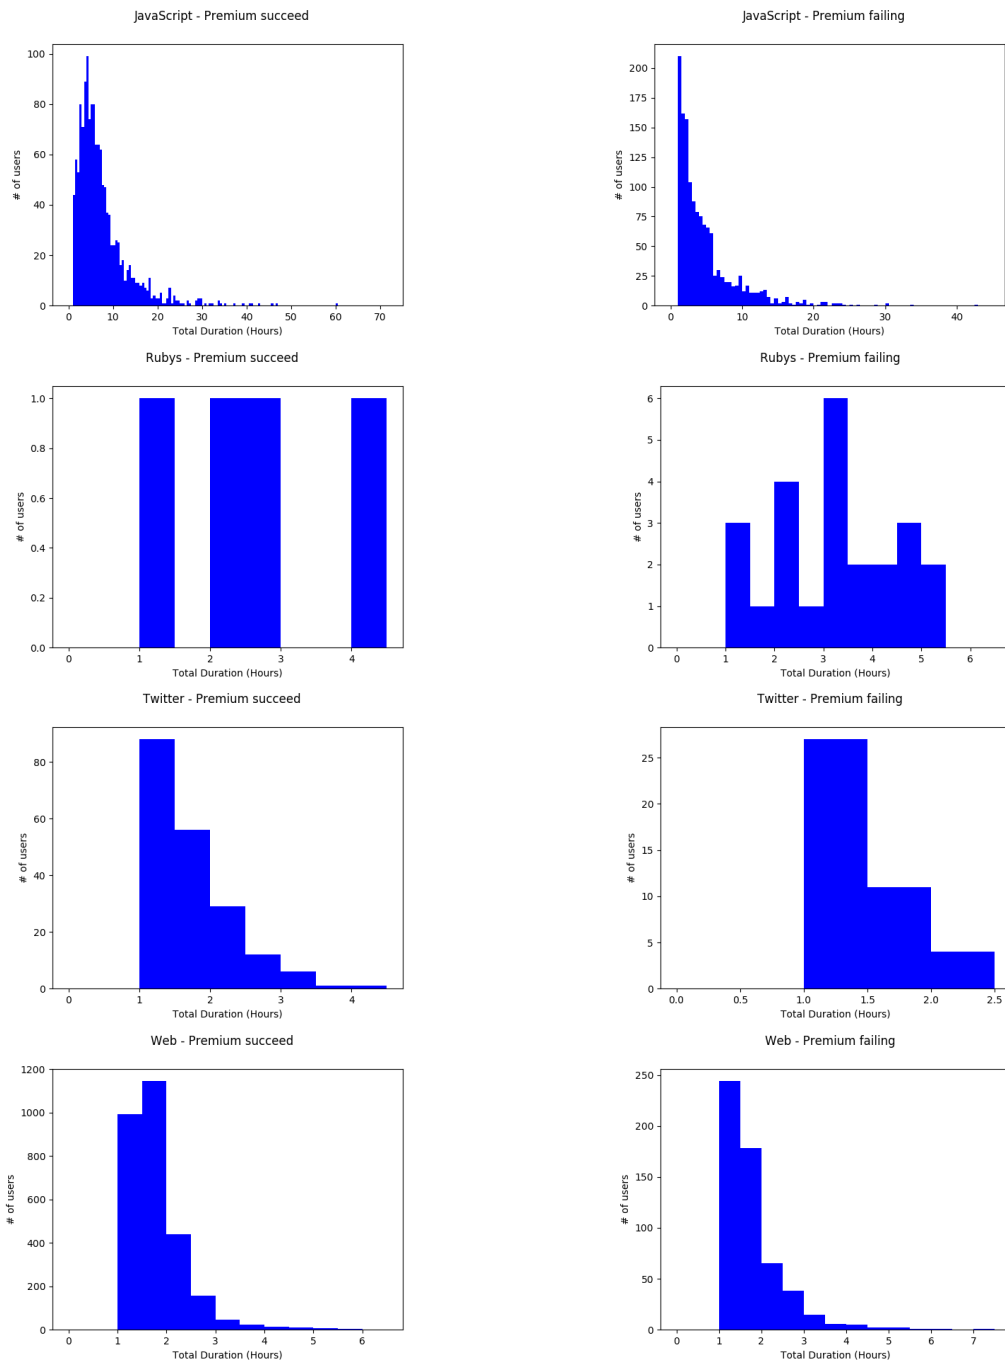 JavaScript - Premium succeed
100
80
60
40
20
0
# of users
0 10 20 30 40 50 60 70
Total Duration (Hours)
JavaScript - Premium failing
200
175
150
125
100
75
50
25
0
# of users
0 10 20 30 40
Total Duration (Hours)
Rubys - Premium succeed
1.0
0.8
0.6
0.4
0.2
0.0
# of users
0 1 2 3 4
Total Duration (Hours)
Rubys - Premium failing
6
5
4
3
2
1
0
# of users
0 1 2 3 4 5 6
Total Duration (Hours)
Twitter - Premium succeed
80
60
40
20
0
# of users
0 1 2 3 4
Total Duration (Hours)
Twitter - Premium failing
25
20
15
10
5
0
# of users
0.0 0.5 1.0 1.5 2.0 2.5
Total Duration (Hours)
Web - Premium succeed
1200
1000
800
600
400
200
0
# of users
0 1 2 3 4 5 6
Total Duration (Hours)
Web - Premium failing
250
200
150
100
50
0
# of users
0 1 2 3 4 5 6 7
Total Duration (Hours)